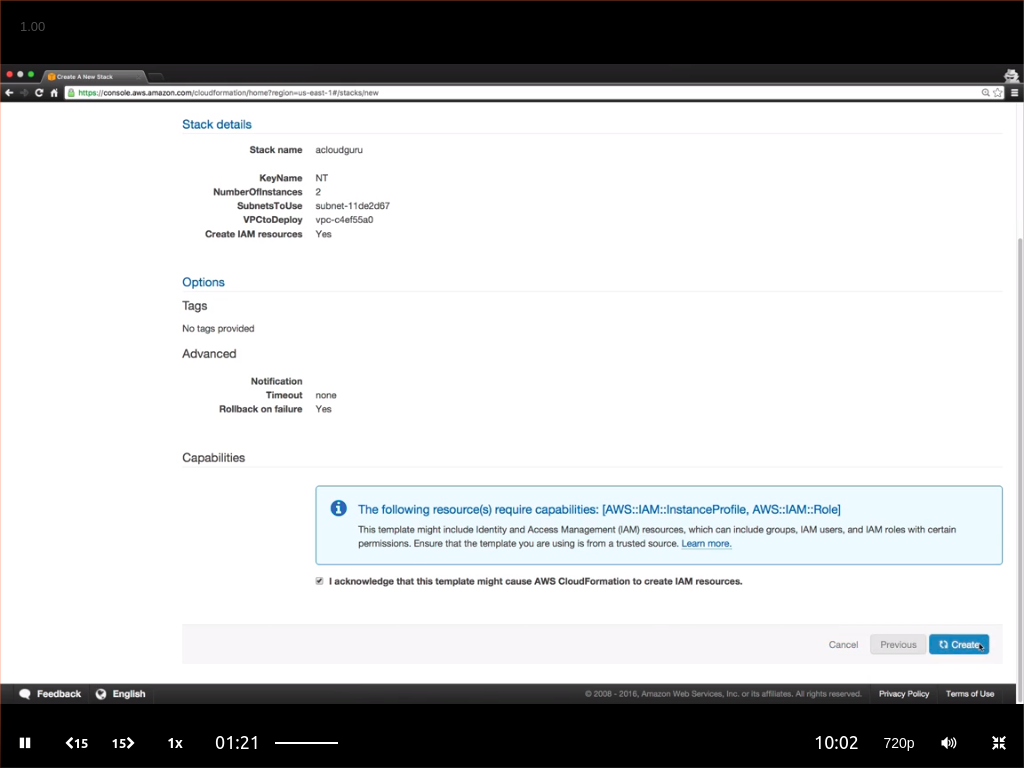 1.00
Create A New Stack
https://console.aws.amazon.com/cloudformation/home?region=us-east-1#/stacks/new
Stack details
Stack name acloudguru
KeyName NT
NumberOfInstances 2
SubnetsToUse subnet-11de2d67
VPCtoDeploy vpc-c4ef55a0
Create IAM resources Yes
Options
Tags
No tags provided
Advanced
Notification
Timeout none
Rollback on failure Yes
Capabilities
The following resource(s) require capabilities: [AWS::IAM::InstanceProfile, AWS::IAM::Role]
This template might include Identity and Access Management (IAM) resources, which can include groups, IAM users, and IAM roles with certain
permissions. Ensure that the template you are using is from a trusted source. Learn more.
I acknowledge that this template might cause AWS CloudFormation to create IAM resources.
Cancel Previous Create
Feedback English © 2008 - 2016, Amazon Web Services, Inc. or its affiliates. All rights reserved. Privacy Policy Terms of Use
15 15 1x 01:21 10:02 720p